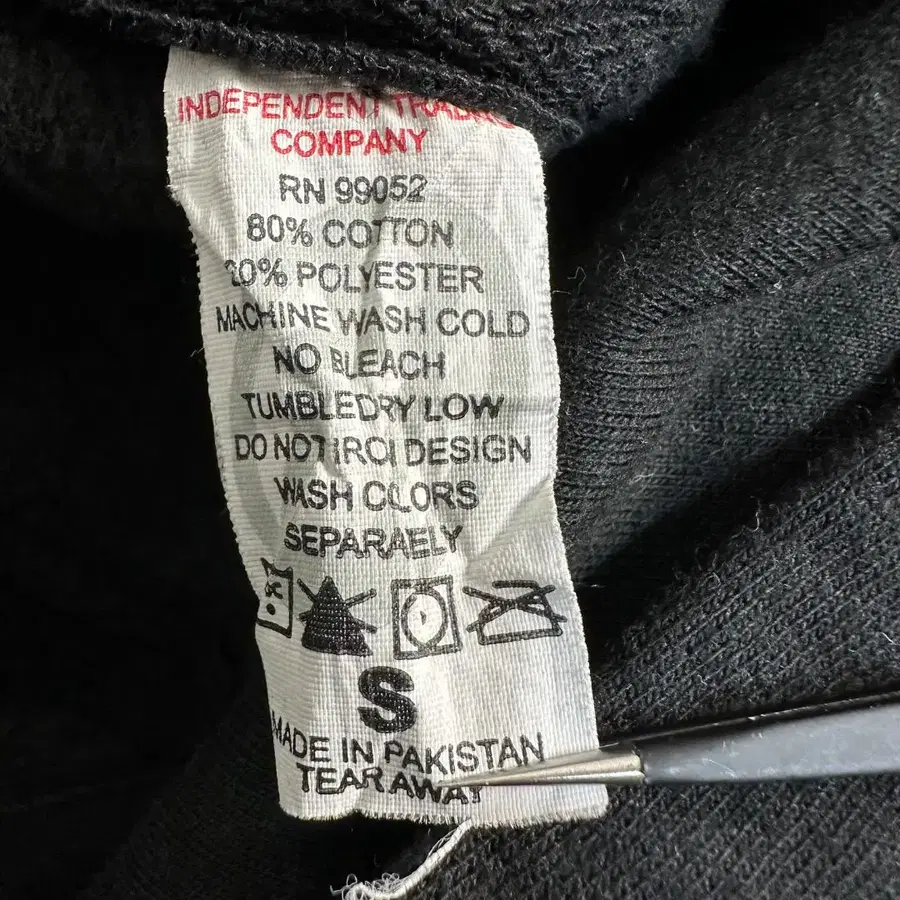 INDEPENDENT TRADING
COMPANY
RN 99052
80% COTTON
20% POLYESTER
MACHINE WASH COLD
NO BLEACH
TUMBLEDRY LOW
DO NOT IRON DESIGN
WASH COLORS
SEPARAELY
S
MADE IN PAKISTAN
TEAR AWAY